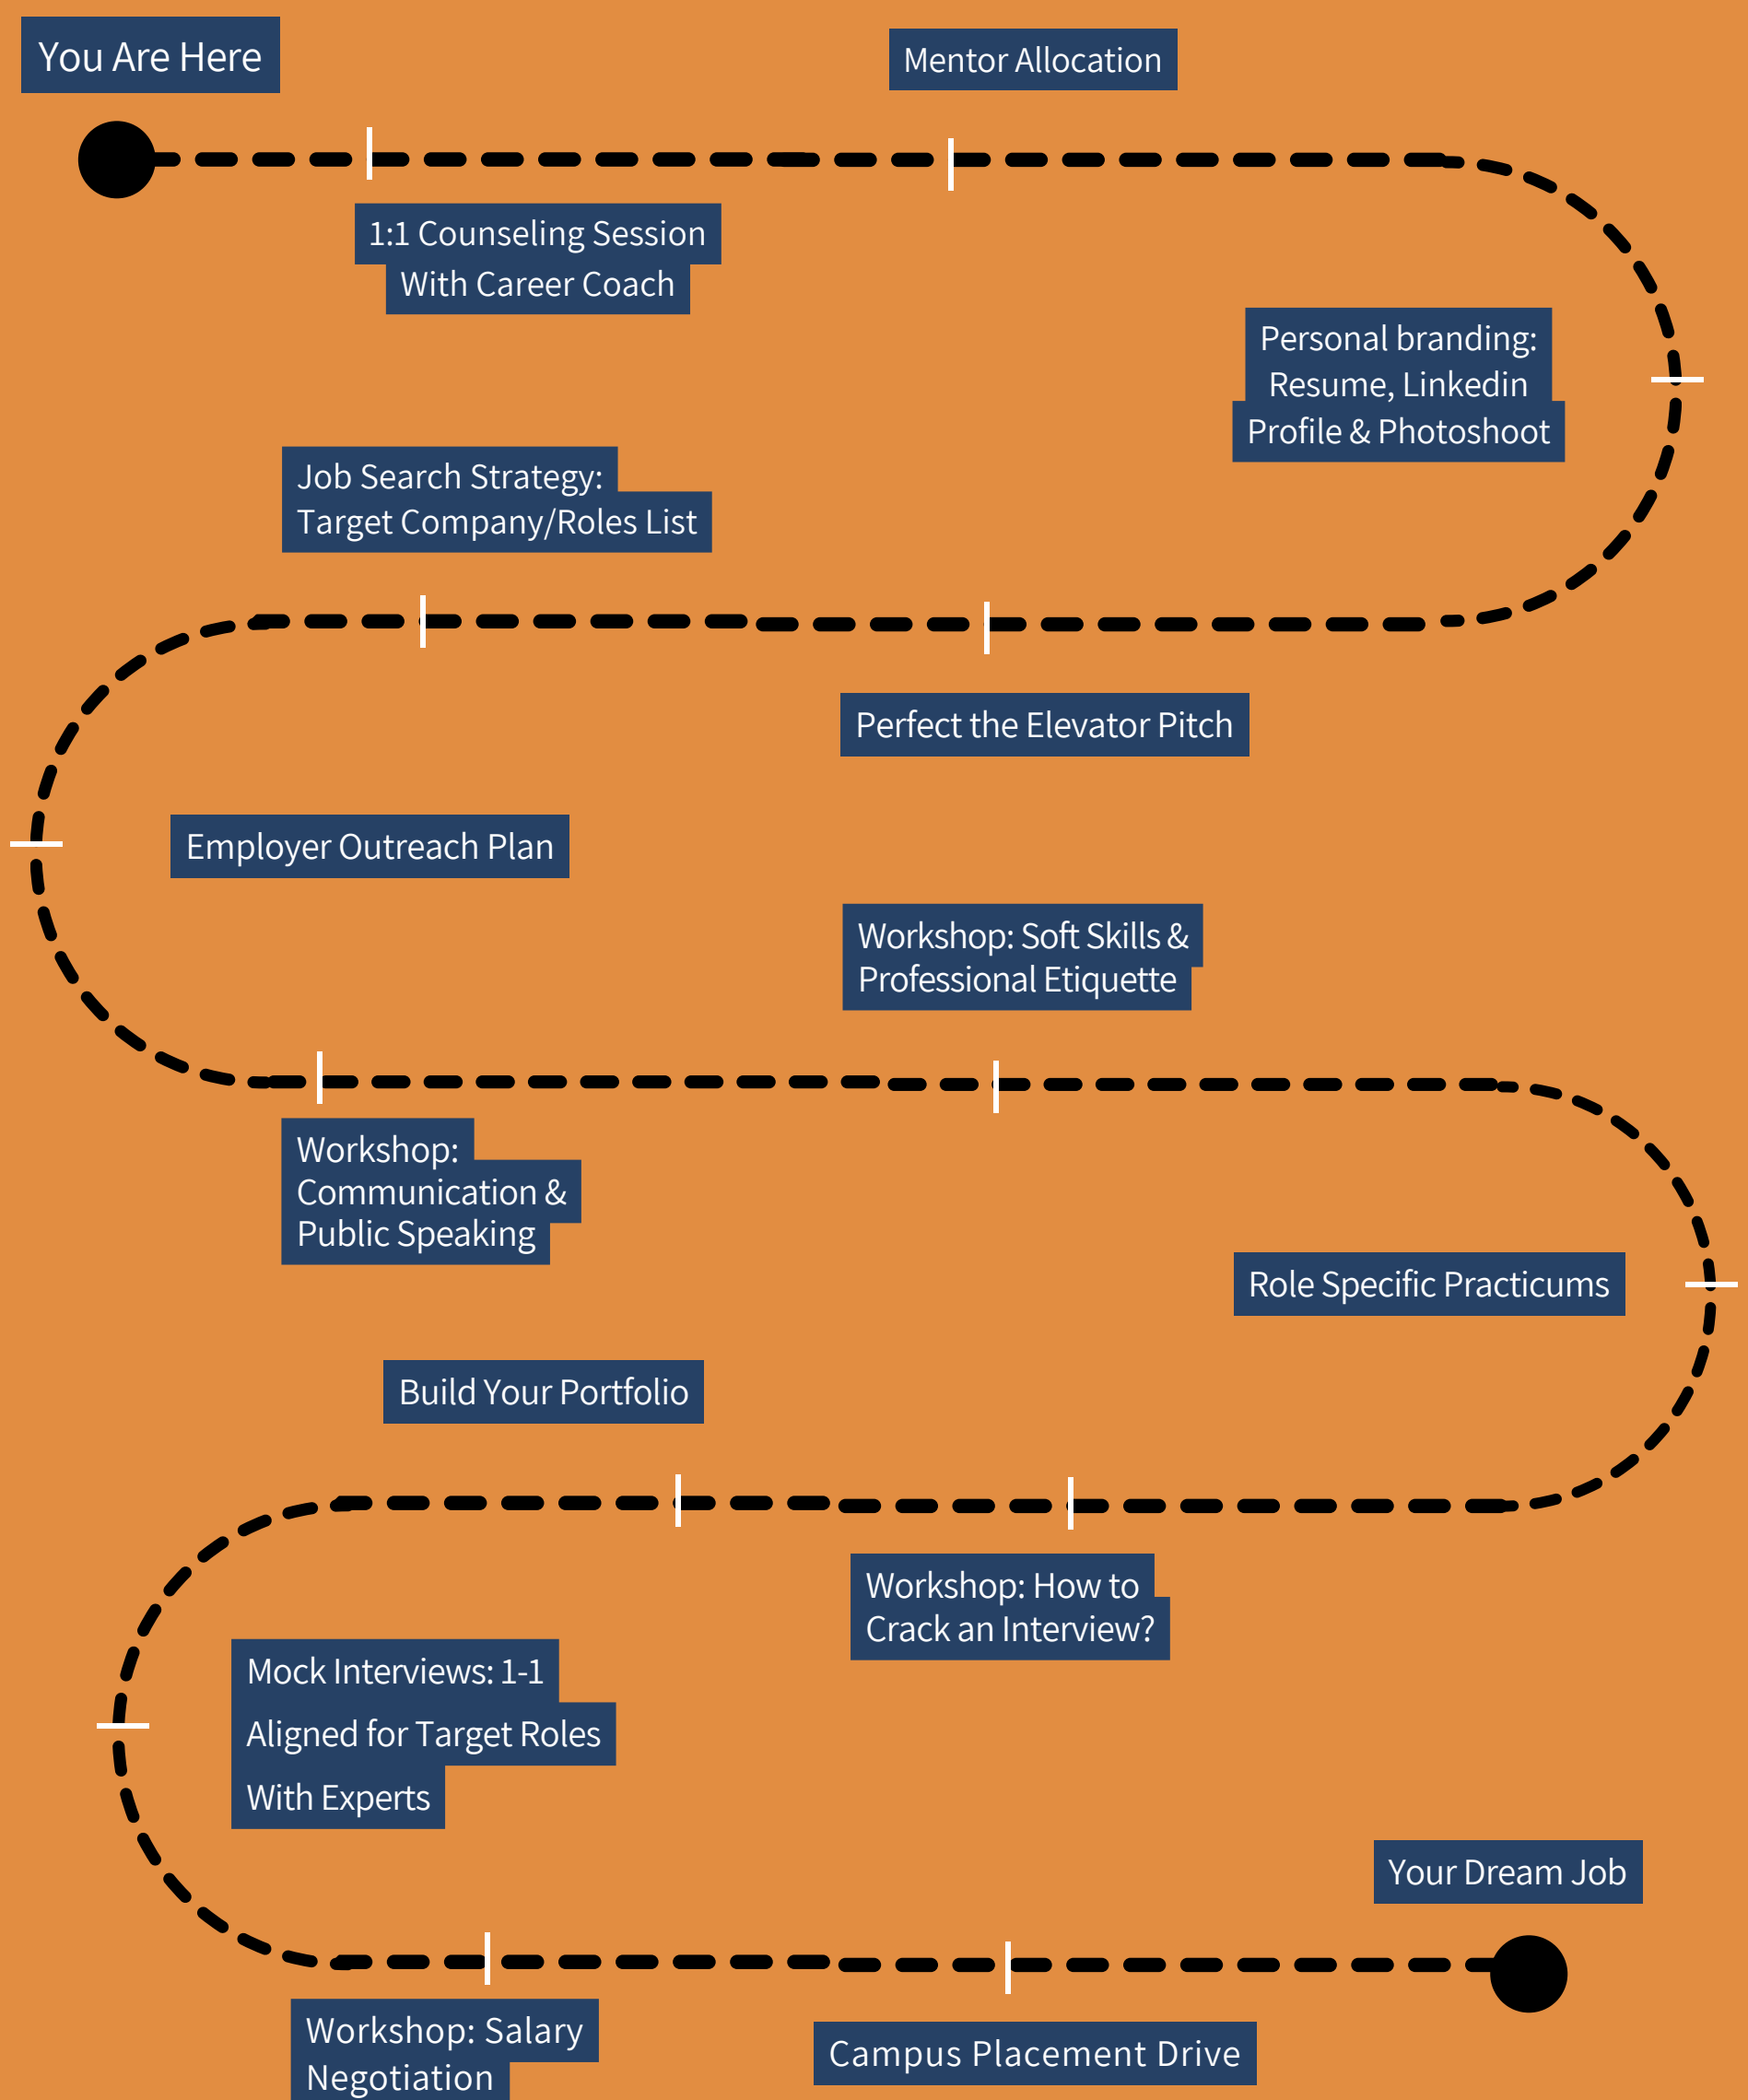 You Are Here
Mentor Allocation
1:1 Counseling Session
With Career Coach
Personal branding:
Resume, Linkedin
Profile & Photoshoot
Job Search Strategy:
Target Company/Roles List
Perfect the Elevator Pitch
Employer Outreach Plan
Workshop: Soft Skills &
Professional Etiquette
Workshop:
Communication &
Public Speaking
Role Specific Practicums
Build Your Portfolio
Workshop: How to
Crack an Interview?
Mock Interviews: 1-1
Aligned for Target Roles
With Experts
Your Dream Job
Workshop: Salary
Negotiation
Campus Placement Drive